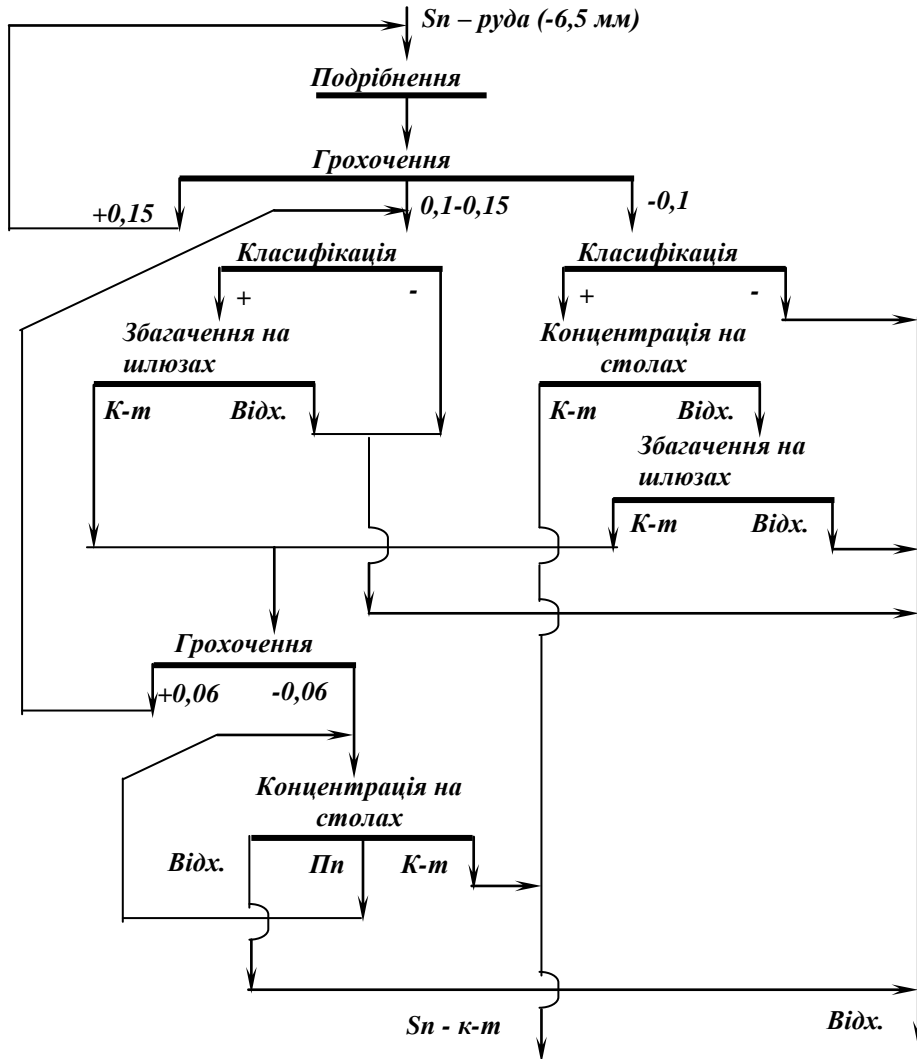 Sn – руда (-6,5 мм)
Подрібнення
Грохочення
+0,15
0,1-0,15
-0,1
Класифікація
Класифікація
+
-
+
-
Збагачення на
шлюзах
Концентрація на
столах
К-т
Відх.
К-т
Відх.
Збагачення на
шлюзах
К-т
Відх.
Грохочення
+0,06
-0,06
Концентрація на
столах
Відх.
Пп
К-т
Sn - к-т
Відх.